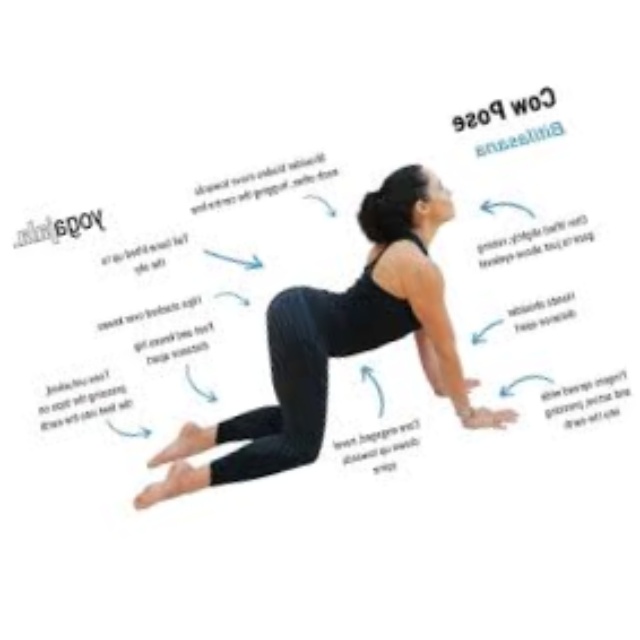 Cow Pose
Bitilasana
Shoulder blades move towards
each other, hugging the centre line
yogajala.
Tail bone lifted up to
the sky
Chin lifted slightly, raising
gaze to just above eyelevel
Hips stacked over knees
Hands shoulder
distance apart
Feet and knees hip
distance apart
Toes untucked,
pressing the tops on
the feet into the earth
Fingers spread wide
and active, pressing
into the earth
Core engaged, navel
draws up towards
spine